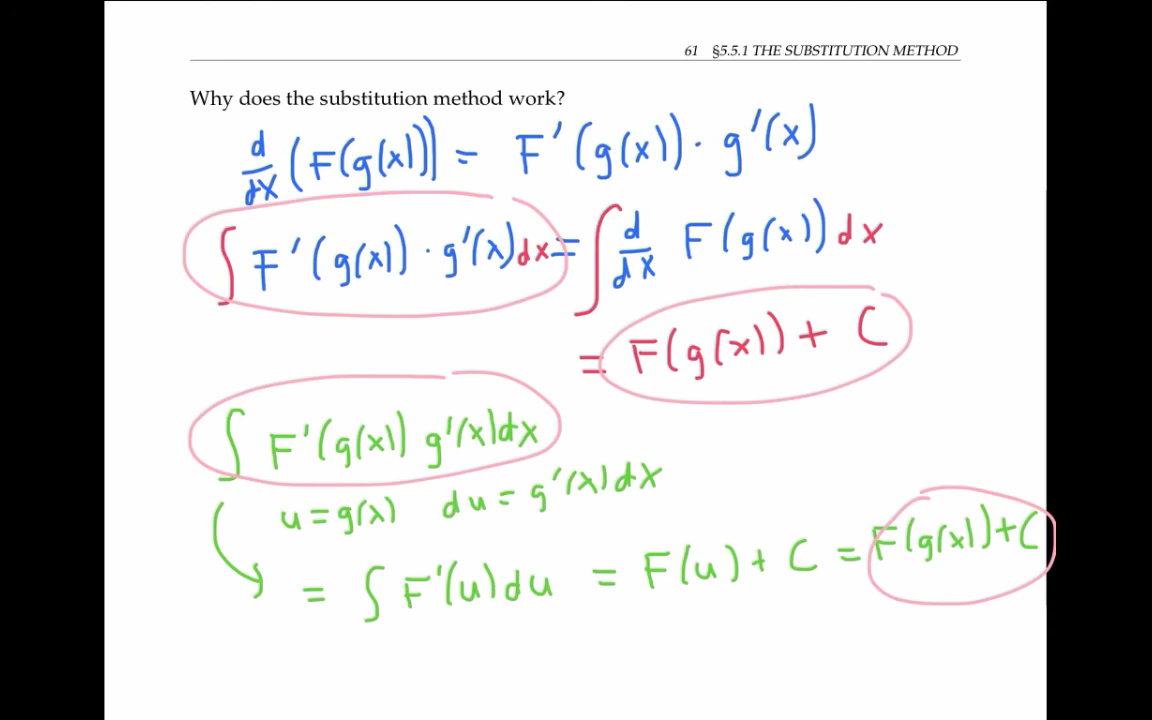 61 §5.5.1 THE SUBSTITUTION METHOD
Why does the substitution method work?
d/dx (F(g(x))) = F'(g(x)) · g'(x)
∫ F'(g(x)) · g'(x) dx = ∫ d/dx F(g(x)) dx
= F(g(x)) + C
∫ F'(g(x)) g'(x) dx
u = g(x) du = g'(x) dx
= ∫ F'(u) du = F(u) + C = F(g(x)) + C